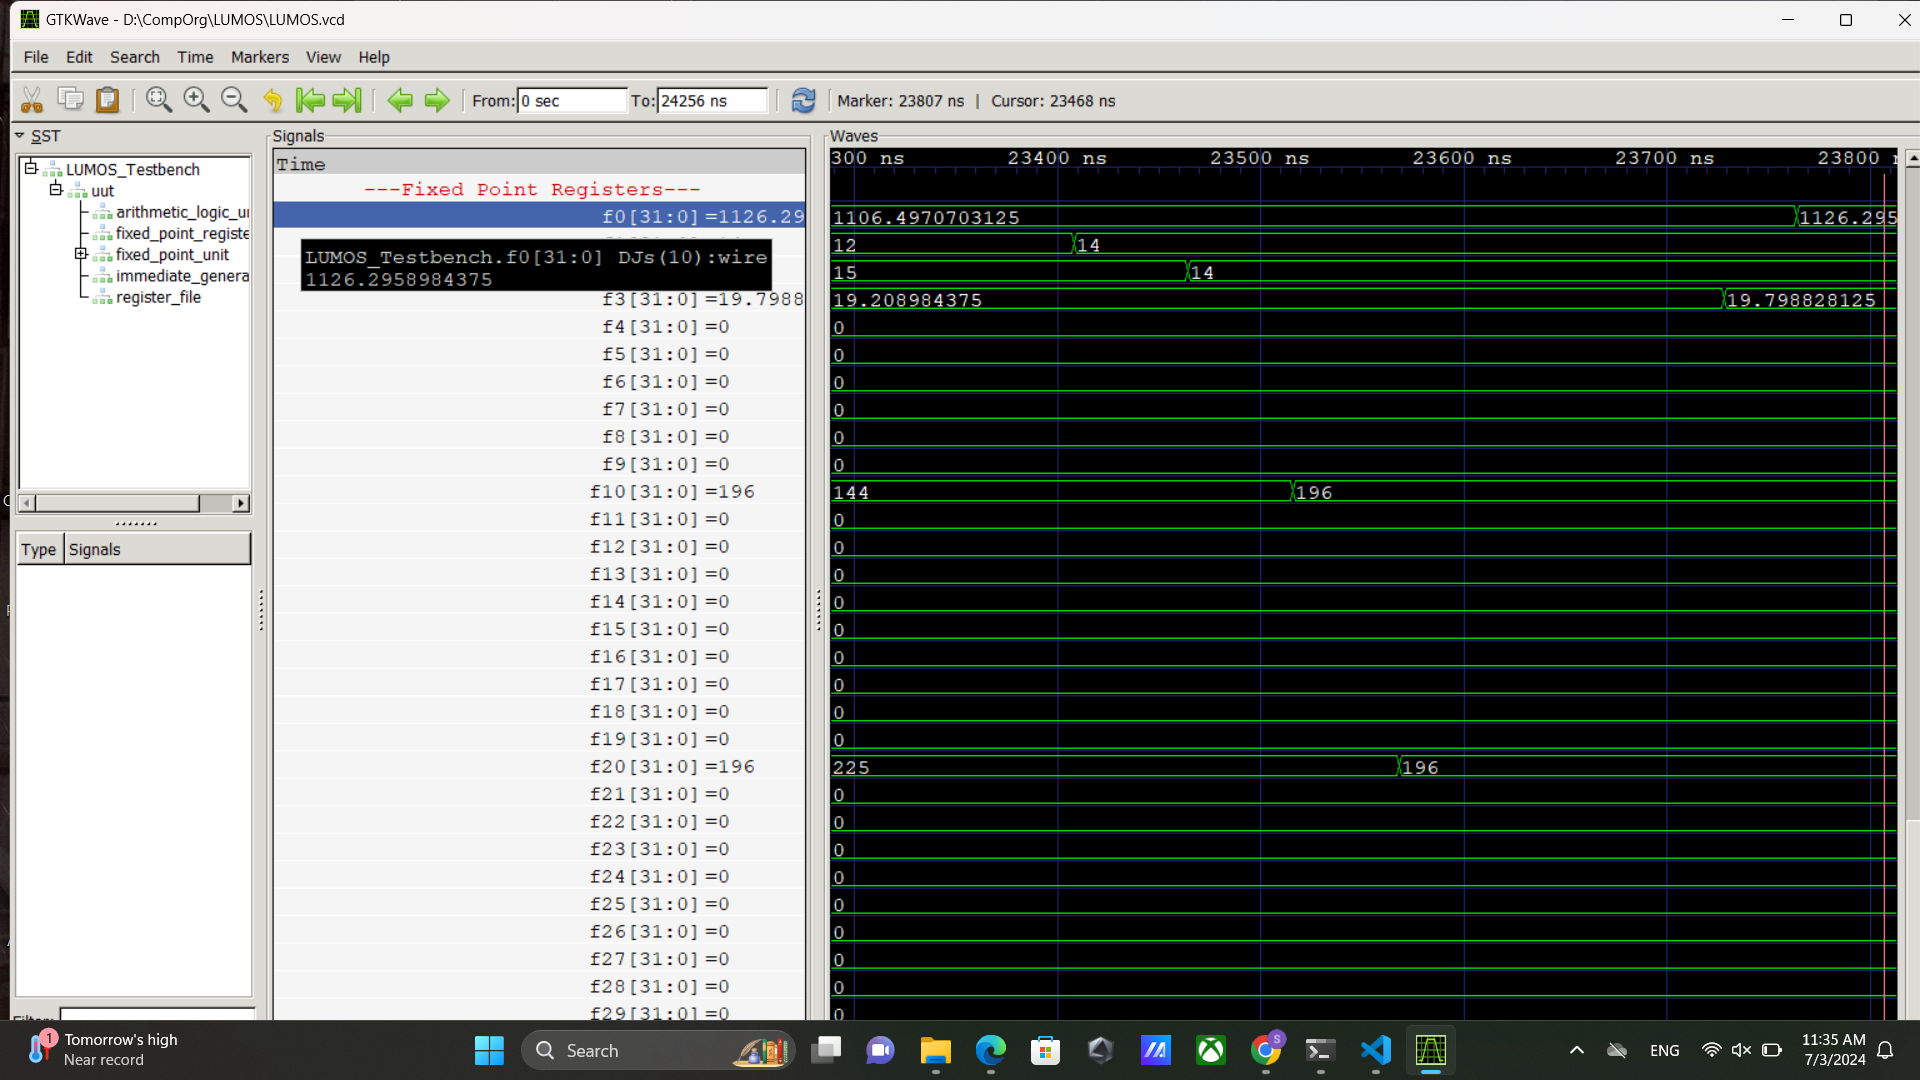 GTKWave - D:\CompOrg\LUMOS\LUMOS.vcd
File Edit Search Time Markers View Help
From: 0 sec To: 24256 ns Marker: 23807 ns | Cursor: 23468 ns
SST
LUMOS_Testbench
uut
arithmetic_logic_u
fixed_point_registe
fixed_point_unit
immediate_genera
register_file
Type Signals
Signals
Time
---Fixed Point Registers---
f0[31:0]=1126.29
LUMOS_Testbench.f0[31:0] DJs(10):wire
1126.2958984375
f3[31:0]=19.7988
f4[31:0]=0
f5[31:0]=0
f6[31:0]=0
f7[31:0]=0
f8[31:0]=0
f9[31:0]=0
f10[31:0]=196
f11[31:0]=0
f12[31:0]=0
f13[31:0]=0
f14[31:0]=0
f15[31:0]=0
f16[31:0]=0
f17[31:0]=0
f18[31:0]=0
f19[31:0]=0
f20[31:0]=196
f21[31:0]=0
f22[31:0]=0
f23[31:0]=0
f24[31:0]=0
f25[31:0]=0
f26[31:0]=0
f27[31:0]=0
f28[31:0]=0
f29[31:0]=0
Waves
300 ns 23400 ns 23500 ns 23600 ns 23700 ns 23800
1106.4970703125 1126.295
12 14
15 14
19.208984375 19.798828125
0
0
0
0
0
0
144 196
0
0
0
0
0
0
0
0
0
225 196
0
0
0
0
0
0
0
0
0
1
Tomorrow's high
Near record
Search
S
ENG
11:35 AM
7/3/2024